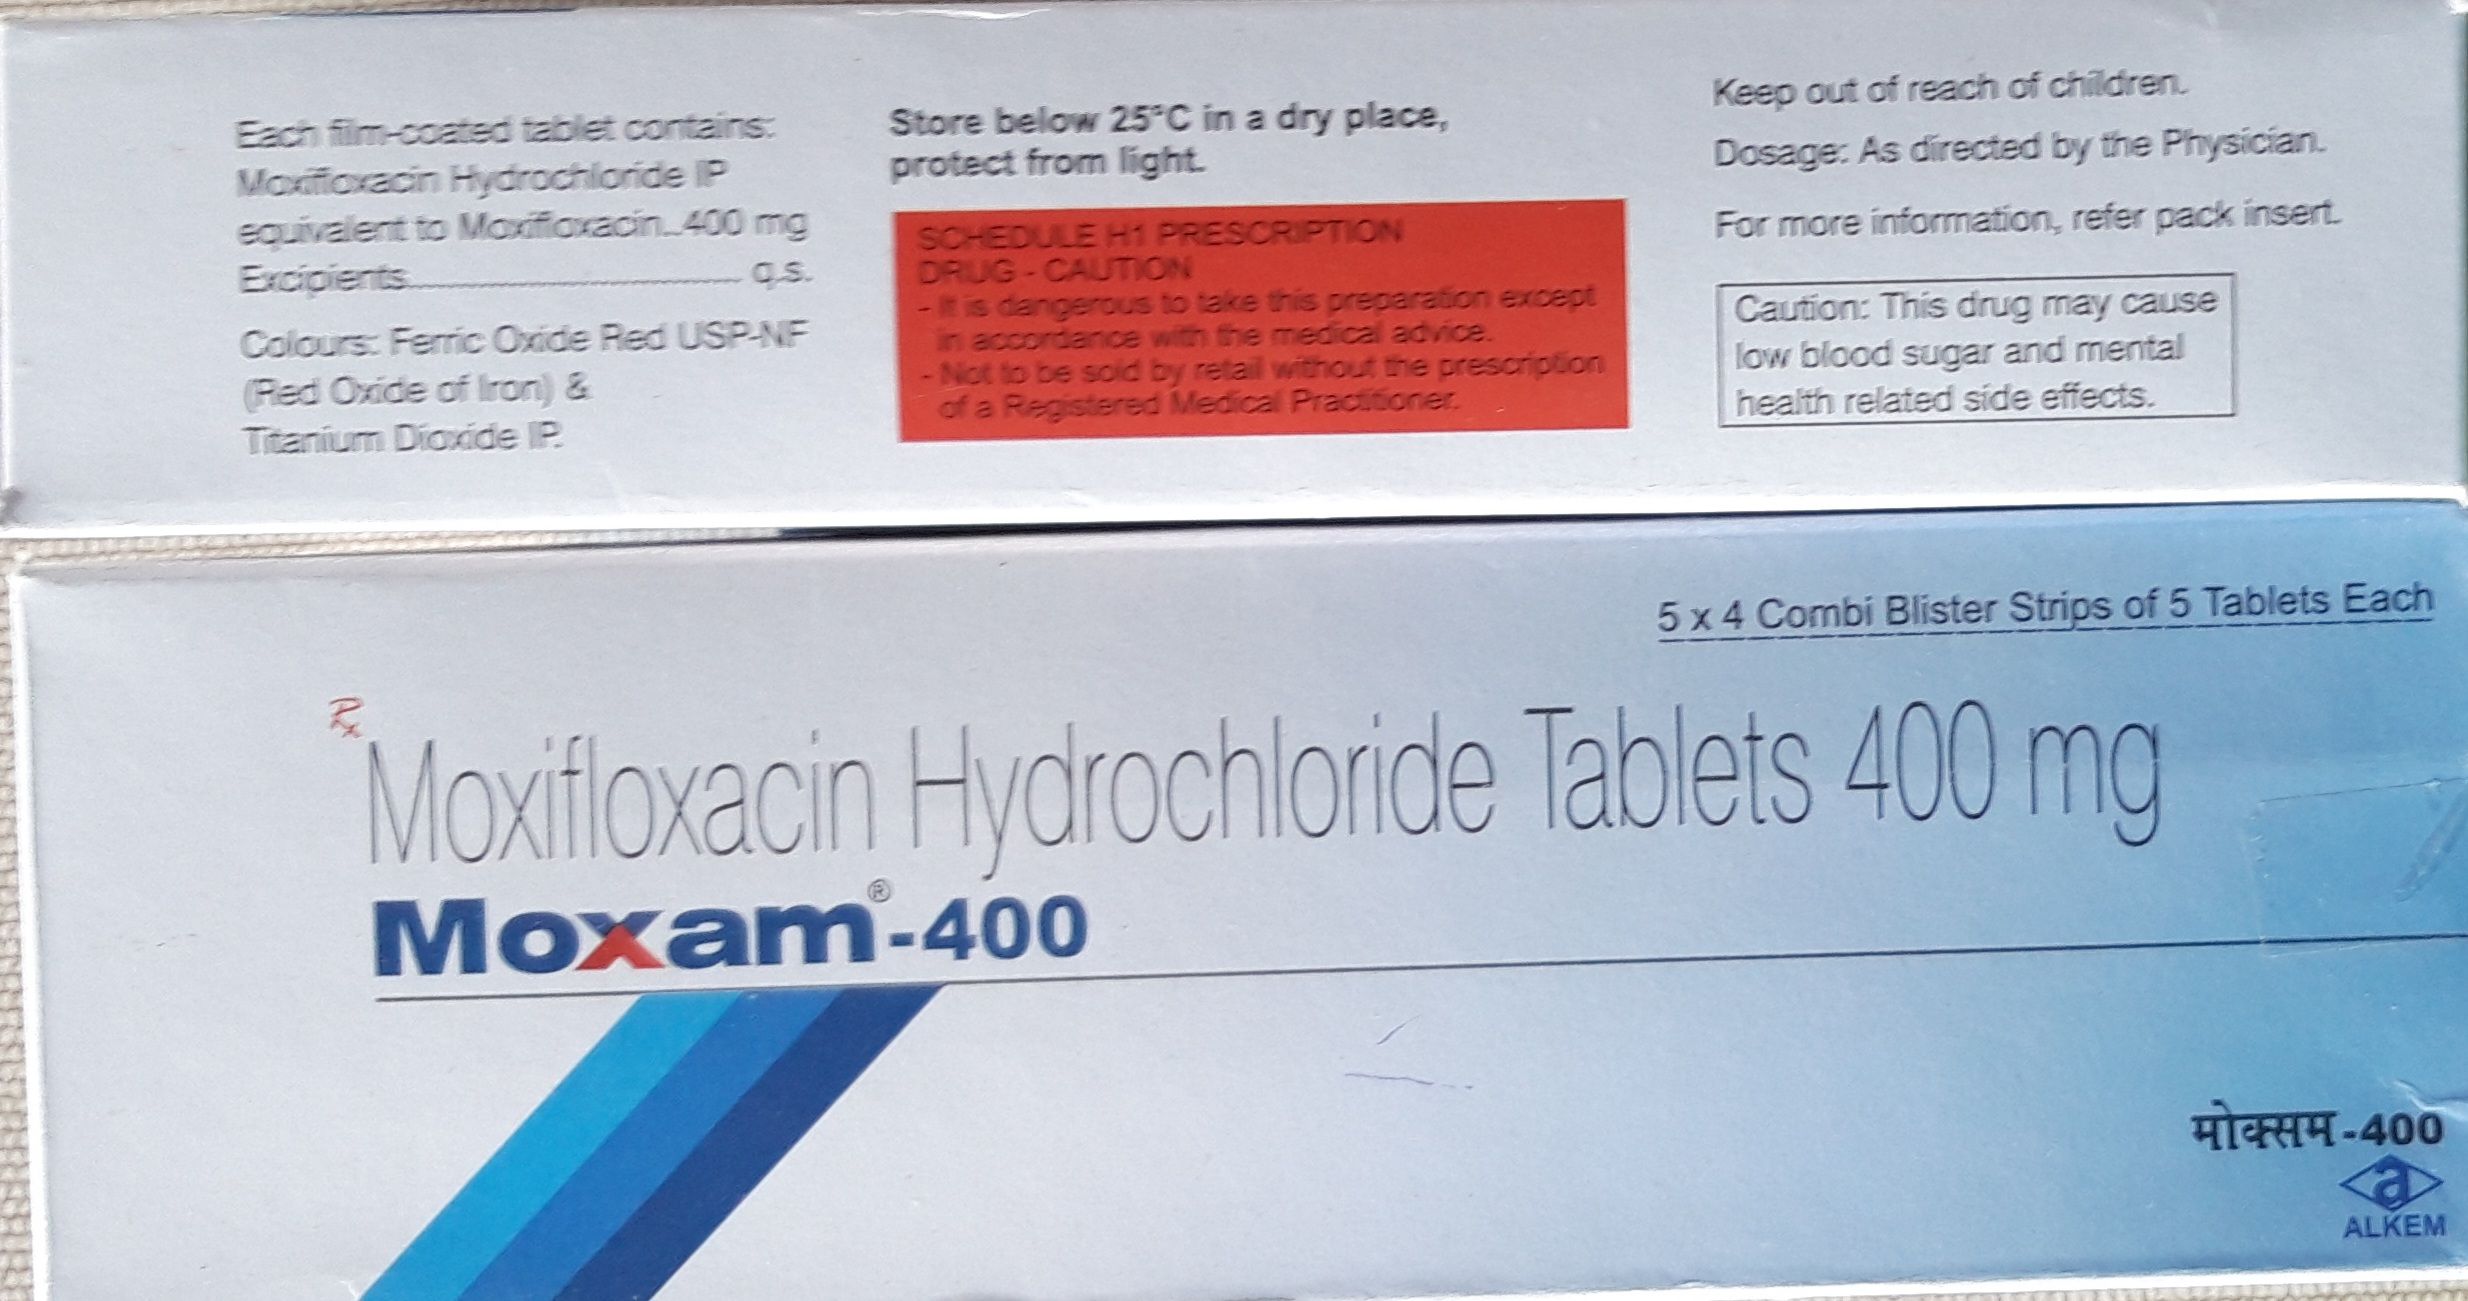 Each film-coated tablet contains:
Moxifloxacin Hydrochloride IP
equivalent to Moxifloxacin...400 mg
Excipients........................................ q.s.
Colours: Ferric Oxide Red USP-NF
(Red Oxide of Iron) &
Titanium Dioxide IP.
Store below 25°C in a dry place,
protect from light.
SCHEDULE H1 PRESCRIPTION
DRUG - CAUTION
- It is dangerous to take this preparation except
in accordance with the medical advice.
- Not to be sold by retail without the prescription
of a Registered Medical Practitioner.
Keep out of reach of children.
Dosage: As directed by the Physician.
For more information, refer pack insert.
Caution: This drug may cause
low blood sugar and mental
health related side effects.
5 x 4 Combi Blister Strips of 5 Tablets Each
Rx
Moxifloxacin Hydrochloride Tablets 400 mg
Moxam®-400
मोक्सम-400
a
ALKEM